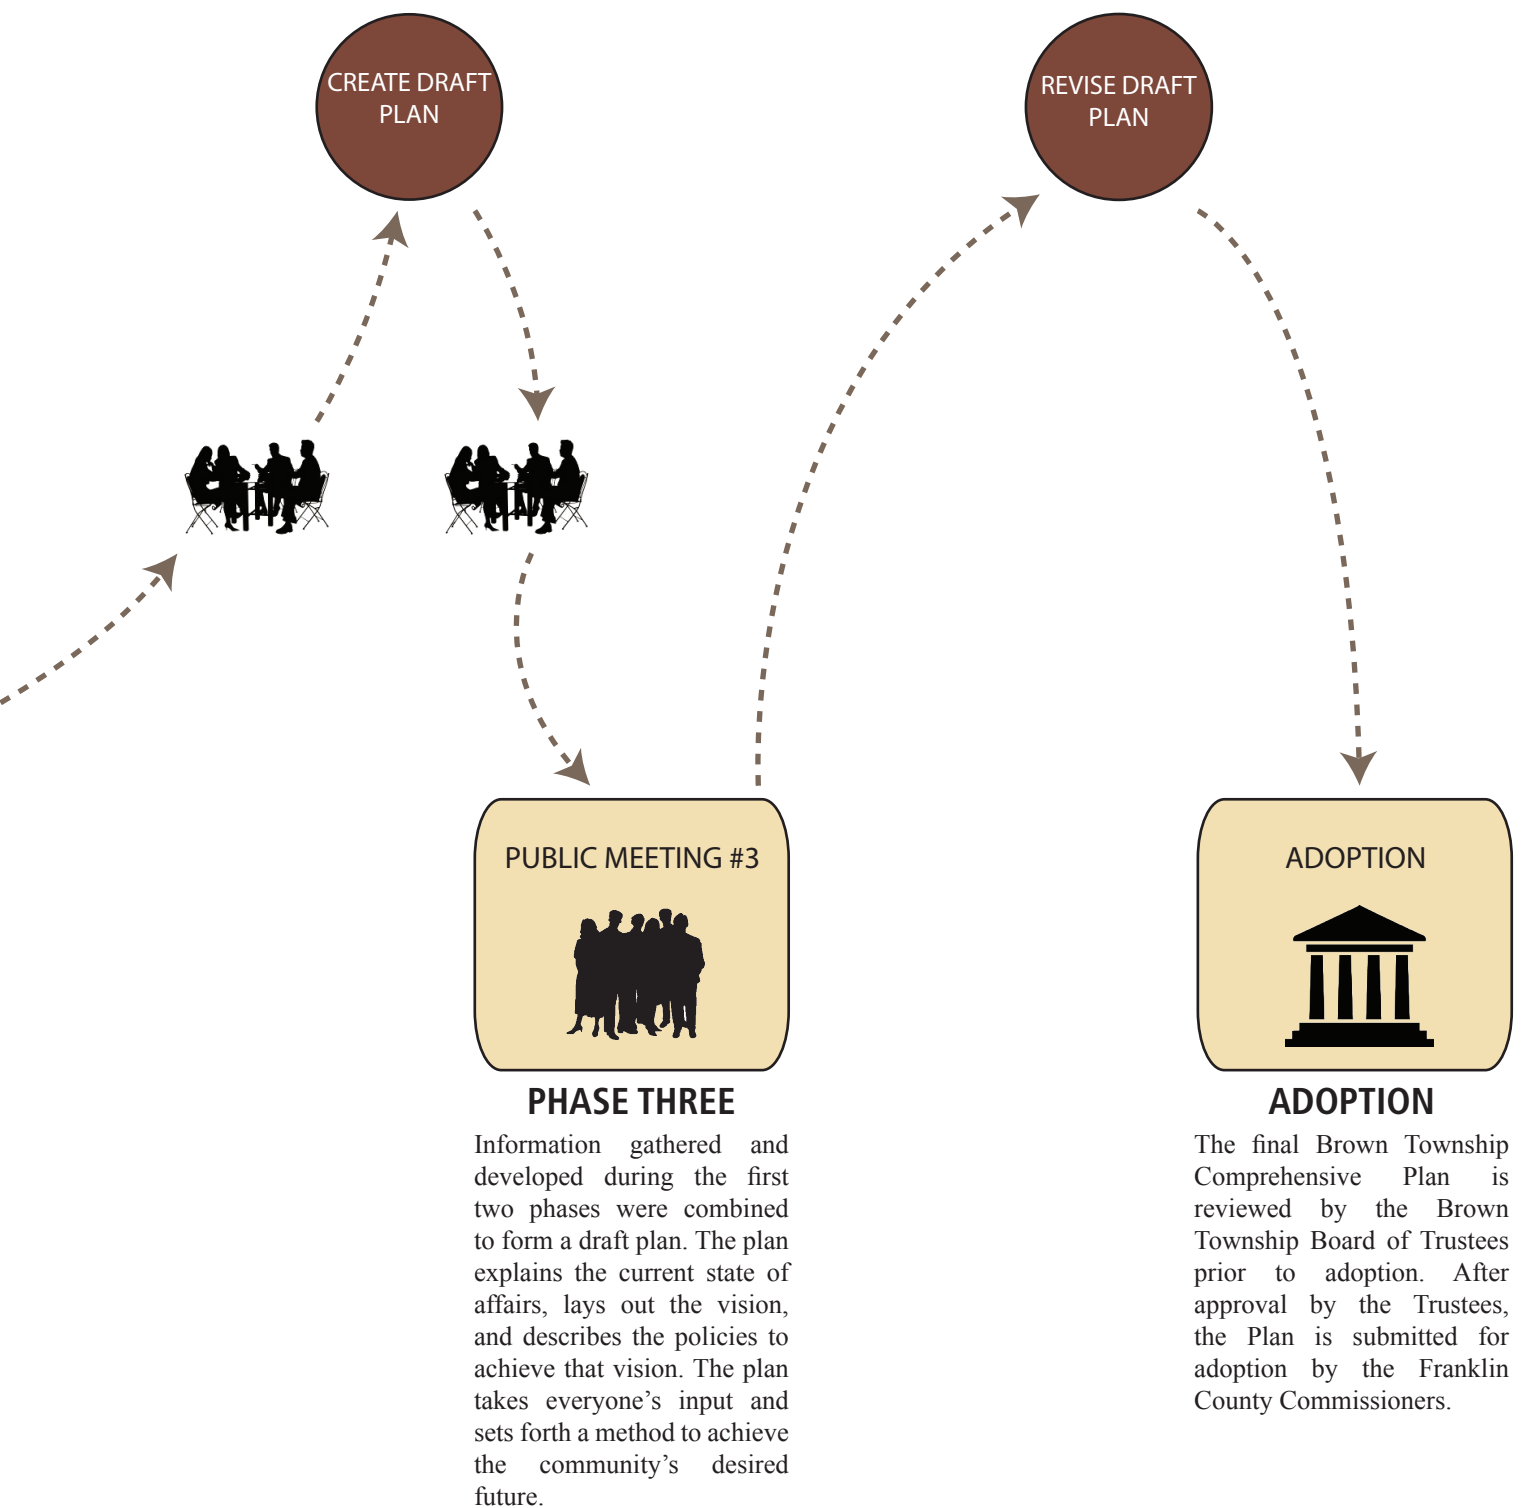 CREATE DRAFT
PLAN
REVISE DRAFT
PLAN
PUBLIC MEETING #3
PHASE THREE
Information gathered and
developed during the first
two phases were combined
to form a draft plan. The plan
explains the current state of
affairs, lays out the vision,
and describes the policies to
achieve that vision. The plan
takes everyone’s input and
sets forth a method to achieve
the community’s desired
future.
ADOPTION
ADOPTION
The final Brown Township
Comprehensive Plan is
reviewed by the Brown
Township Board of Trustees
prior to adoption. After
approval by the Trustees,
the Plan is submitted for
adoption by the Franklin
County Commissioners.